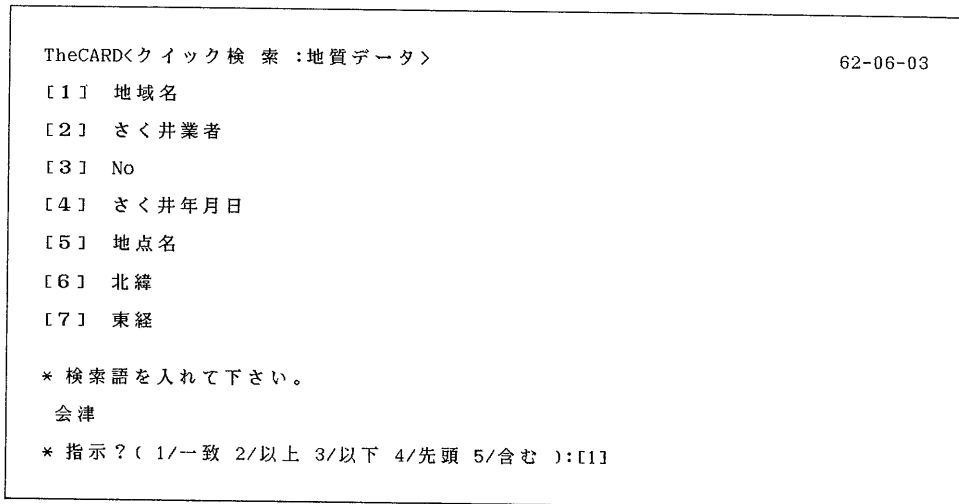 TheCARD<クイック検 索 :地質データ> 62-06-03
[1] 地域名
[2] さく井業者
[3] No
[4] さく井年月日
[5] 地点名
[6] 北緯
[7] 東経
* 検索語を入れて下さい。
会津
* 指示?( 1/一致 2/以上 3/以下 4/先頭 5/含む ):[1]